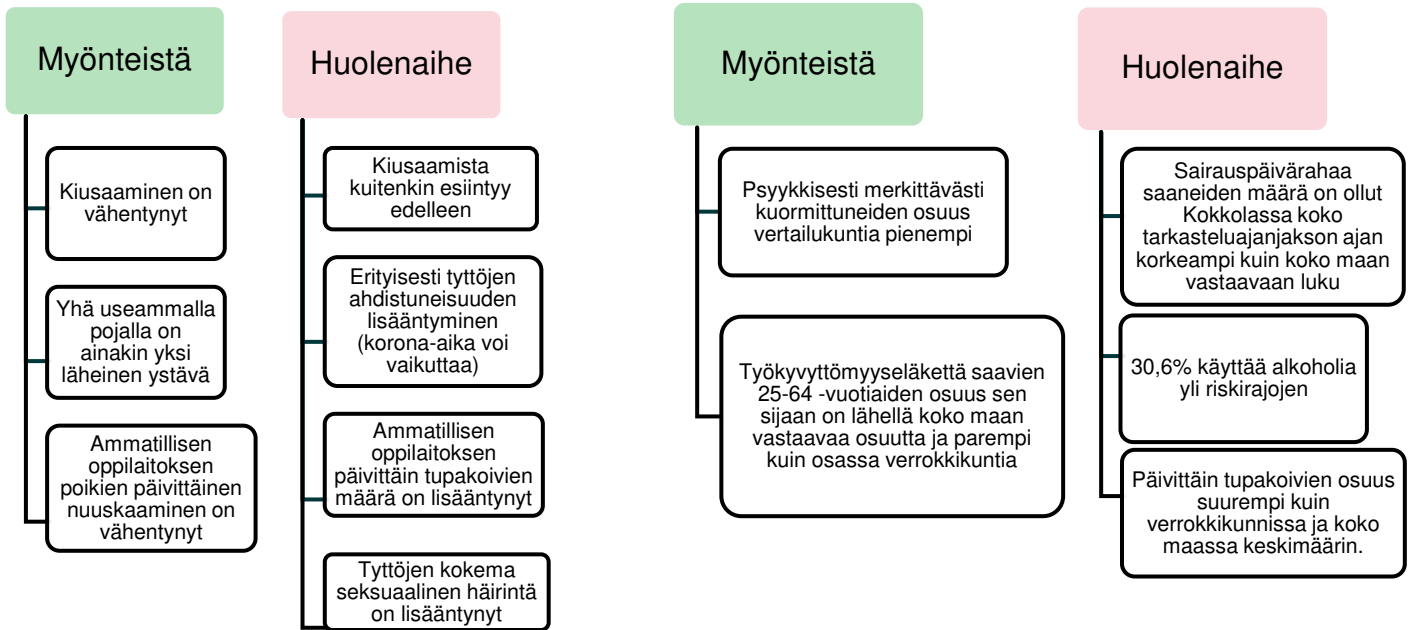 Myönteistä
Kiusaaminen on
vähentynyt
Yhä useammalla
pojalla on
ainakin yksi
läheinen ystävä
Ammatillisen
oppilaitoksen
poikien päivittäinen
nuuskaaminen on
vähentynyt
Huolenaihe
Kiusaamista
kuitenkin esiintyy
edelleen
Erityisesti tyttöjen
ahdistuneisuuden
lisääntyminen
(korona-aika voi
vaikuttaa)
Ammatillisen
oppilaitoksen
päivittäin tupakoivien
määrä on lisääntynyt
Tyttöjen kokema
seksuaalinen häirintä
on lisääntynyt
Myönteistä
Psyykkisesti merkittävästi
kuormittuneiden osuus
vertailukuntia pienempi
Työkyvyttömyyseläkettä saavien
25-64 -vuotiaiden osuus sen
sijaan on lähellä koko maan
vastaavaa osuutta ja parempi
kuin osassa verrokkikuntia
Huolenaihe
Sairauspäivärahaa
saaneiden määrä on ollut
Kokkolassa koko
tarkasteluajanjakson ajan
korkeampi kuin koko maan
vastaavaan luku
30,6% käyttää alkoholia
yli riskirajojen
Päivittäin tupakoivien osuus
suurempi kuin
verrokkikunnissa ja koko
maassa keskimäärin.